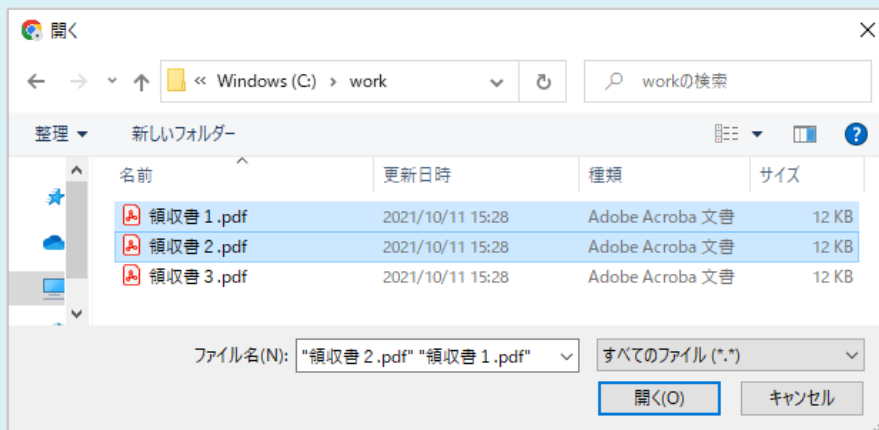 開く
« Windows (C:) › work
workの検索
整理 新しいフォルダー
名前 更新日時 種類 サイズ
領収書１.pdf 2021/10/11 15:28 Adobe Acroba 文書 12 KB
領収書２.pdf 2021/10/11 15:28 Adobe Acroba 文書 12 KB
領収書３.pdf 2021/10/11 15:28 Adobe Acroba 文書 12 KB
ファイル名(N): "領収書２.pdf" "領収書１.pdf" すべてのファイル (*.*)
開く(O) キャンセル